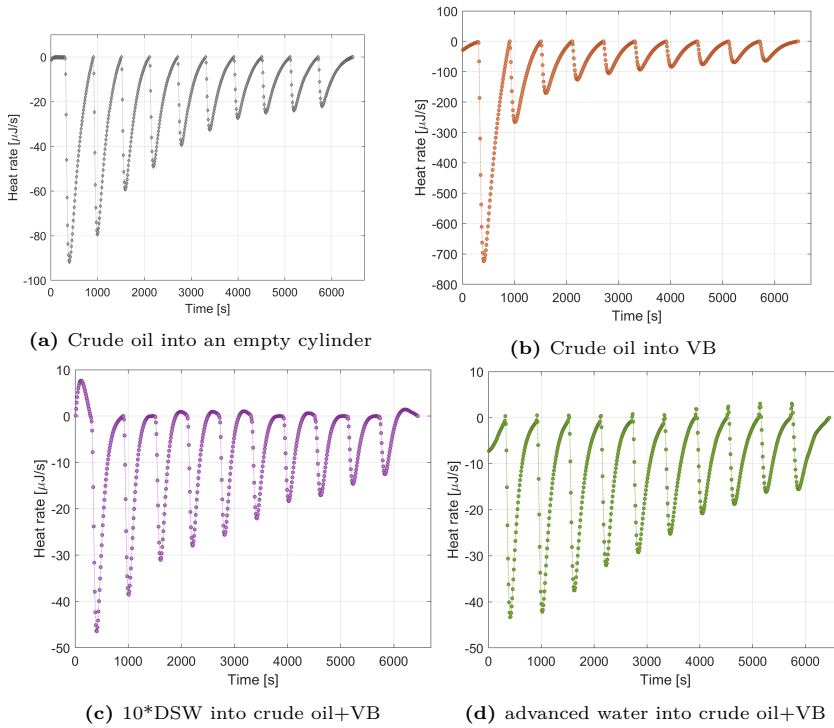 0
-20
-40
-60
-80
-100
Heat rate [μJ/s]
0 1000 2000 3000 4000 5000 6000
Time [s]
(a) Crude oil into an empty cylinder
100
0
-100
-200
-300
-400
-500
-600
-700
-800
Heat rate [μJ/s]
0 1000 2000 3000 4000 5000 6000
Time [s]
(b) Crude oil into VB
10
0
-10
-20
-30
-40
-50
Heat rate [μJ/s]
0 1000 2000 3000 4000 5000 6000
Time [s]
(c) 10*DSW into crude oil+VB
10
0
-10
-20
-30
-40
-50
Heat rate [μJ/s]
0 1000 2000 3000 4000 5000 6000
Time [s]
(d) advanced water into crude oil+VB